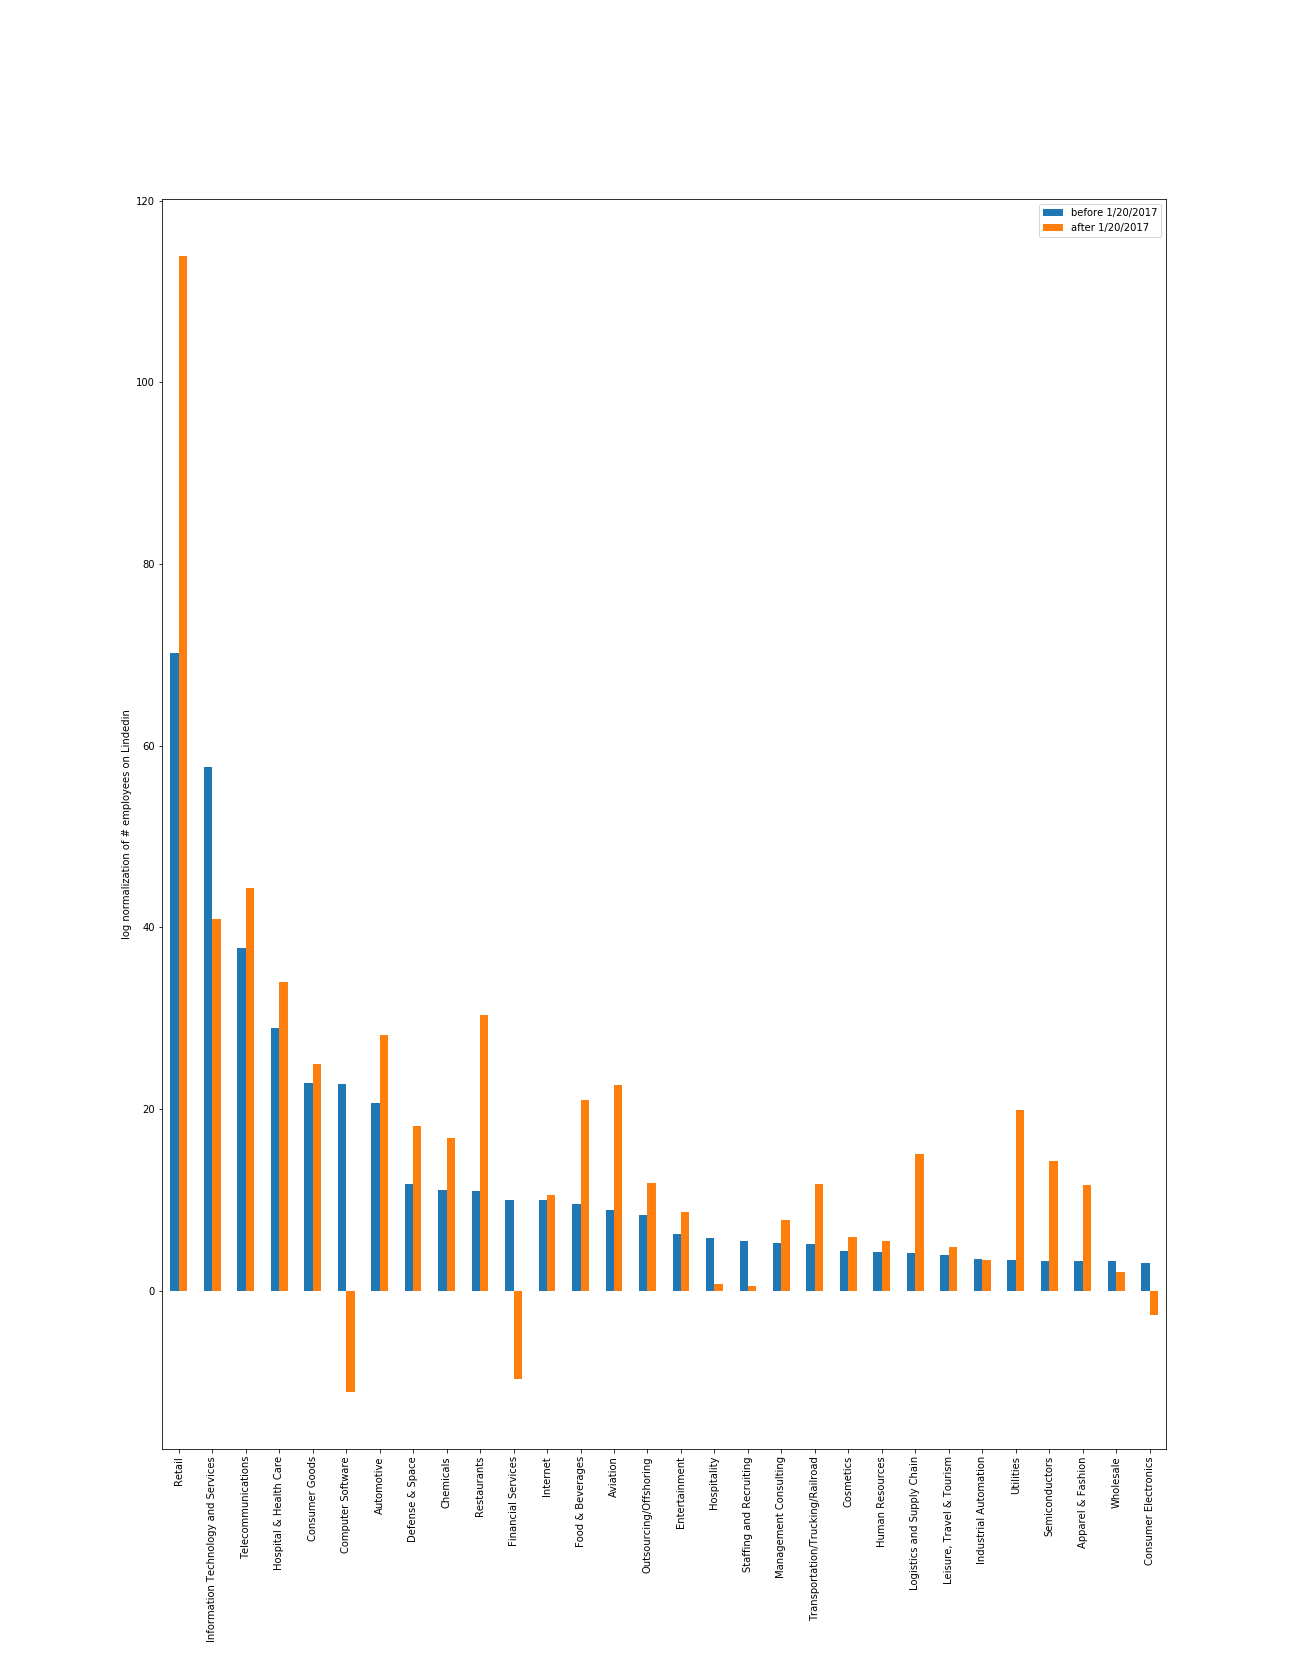 before 1/20/2017
after 1/20/2017
120
100
80
60
40
20
0
log normalization of # employees on Lindedin
Retail
Information Technology and Services
Telecommunications
Hospital & Health Care
Consumer Goods
Computer Software
Automotive
Defense & Space
Chemicals
Restaurants
Financial Services
Internet
Food & Beverages
Aviation
Outsourcing/Offshoring
Entertainment
Hospitality
Staffing and Recruiting
Management Consulting
Transportation/Trucking/Railroad
Cosmetics
Human Resources
Logistics and Supply Chain
Leisure, Travel & Tourism
Industrial Automation
Utilities
Semiconductors
Apparel & Fashion
Wholesale
Consumer Electronics